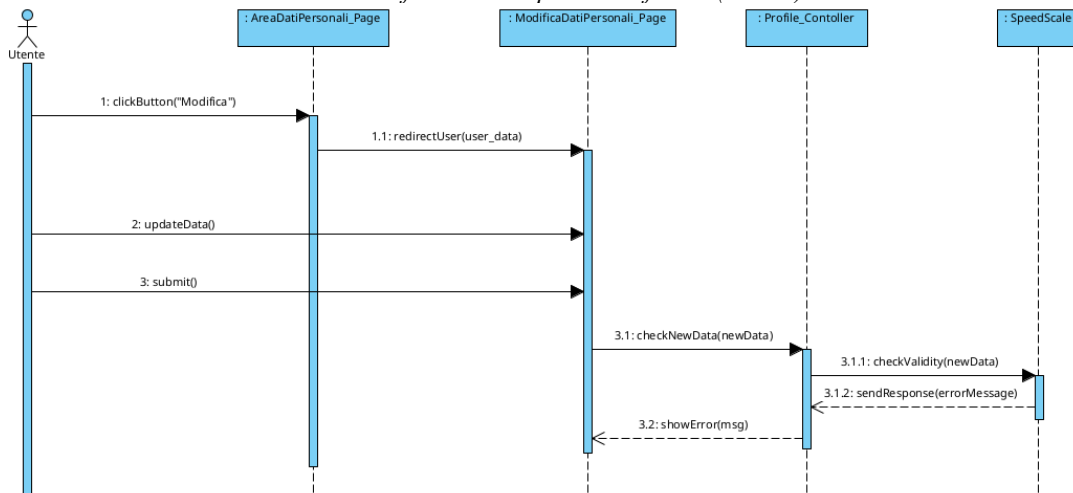 : AreaDatiPersonali_Page
: ModificaDatiPersonali_Page
: Profile_Contoller
: SpeedScale
Utente
1: clickButton("Modifica")
1.1: redirectUser(user_data)
2: updateData()
3: submit()
3.1: checkNewData(newData)
3.1.1: checkValidity(newData)
3.1.2: sendResponse(errorMessage)
3.2: showError(msg)